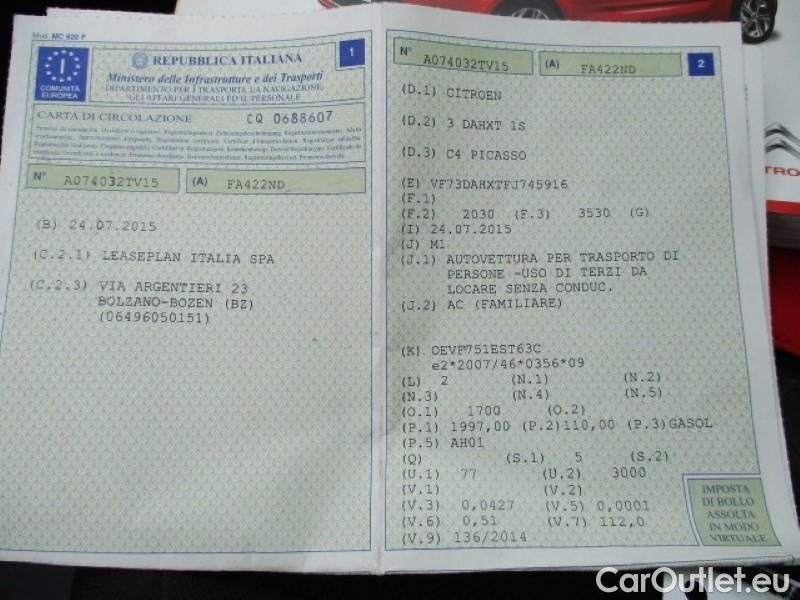 Mod. MC 820 F
1
REPUBBLICA ITALIANA
Ministero delle Infrastrutture e dei Trasporti
DIPARTIMENTO PER I TRASPORTI, LA NAVIGAZIONE,
GLI AFFARI GENERALI ED IL PERSONALE
I
COMUNITÀ
EUROPEA
CARTA DI CIRCOLAZIONE CQ 0688607
N° A074032TV15 (A) FA422ND
(B) 24.07.2015
(C.2.1) LEASEPLAN ITALIA SPA
(C.2.3) VIA ARGENTIERI 23
BOLZANO-BOZEN (BZ)
(06496050151)
N° A074032TV15 (A) FA422ND 2
(D.1) CITROEN
(D.2) 3 DAHXT 1S
(D.3) C4 PICASSO
(E) VF73DAHXTFJ745916
(F.1)
(F.2) 2030 (F.3) 3530 (G)
(I) 24.07.2015
(J) M1
(J.1) AUTOVETTURA PER TRASPORTO DI
PERSONE -USO DI TERZI DA
LOCARE SENZA CONDUC.
(J.2) AC (FAMILIARE)
(K) OEVF751EST63C
e2*2007/46*0356*09
(L) 2 (N.1) (N.2)
(N.3) (N.4) (N.5)
(O.1) 1700 (O.2)
(P.1) 1997,00 (P.2)110,00 (P.3)GASOL
(P.5) AH01
(Q) (S.1) 5 (S.2)
(U.1) 77 (U.2) 3000
(V.1) (V.2)
(V.3) 0,0427 (V.5) 0,0001
(V.6) 0,51 (V.7) 112,0
(V.9) 136/2014
IMPOSTA
DI BOLLO
ASSOLTA
IN MODO
VIRTUALE
TRO
CarOutlet.eu